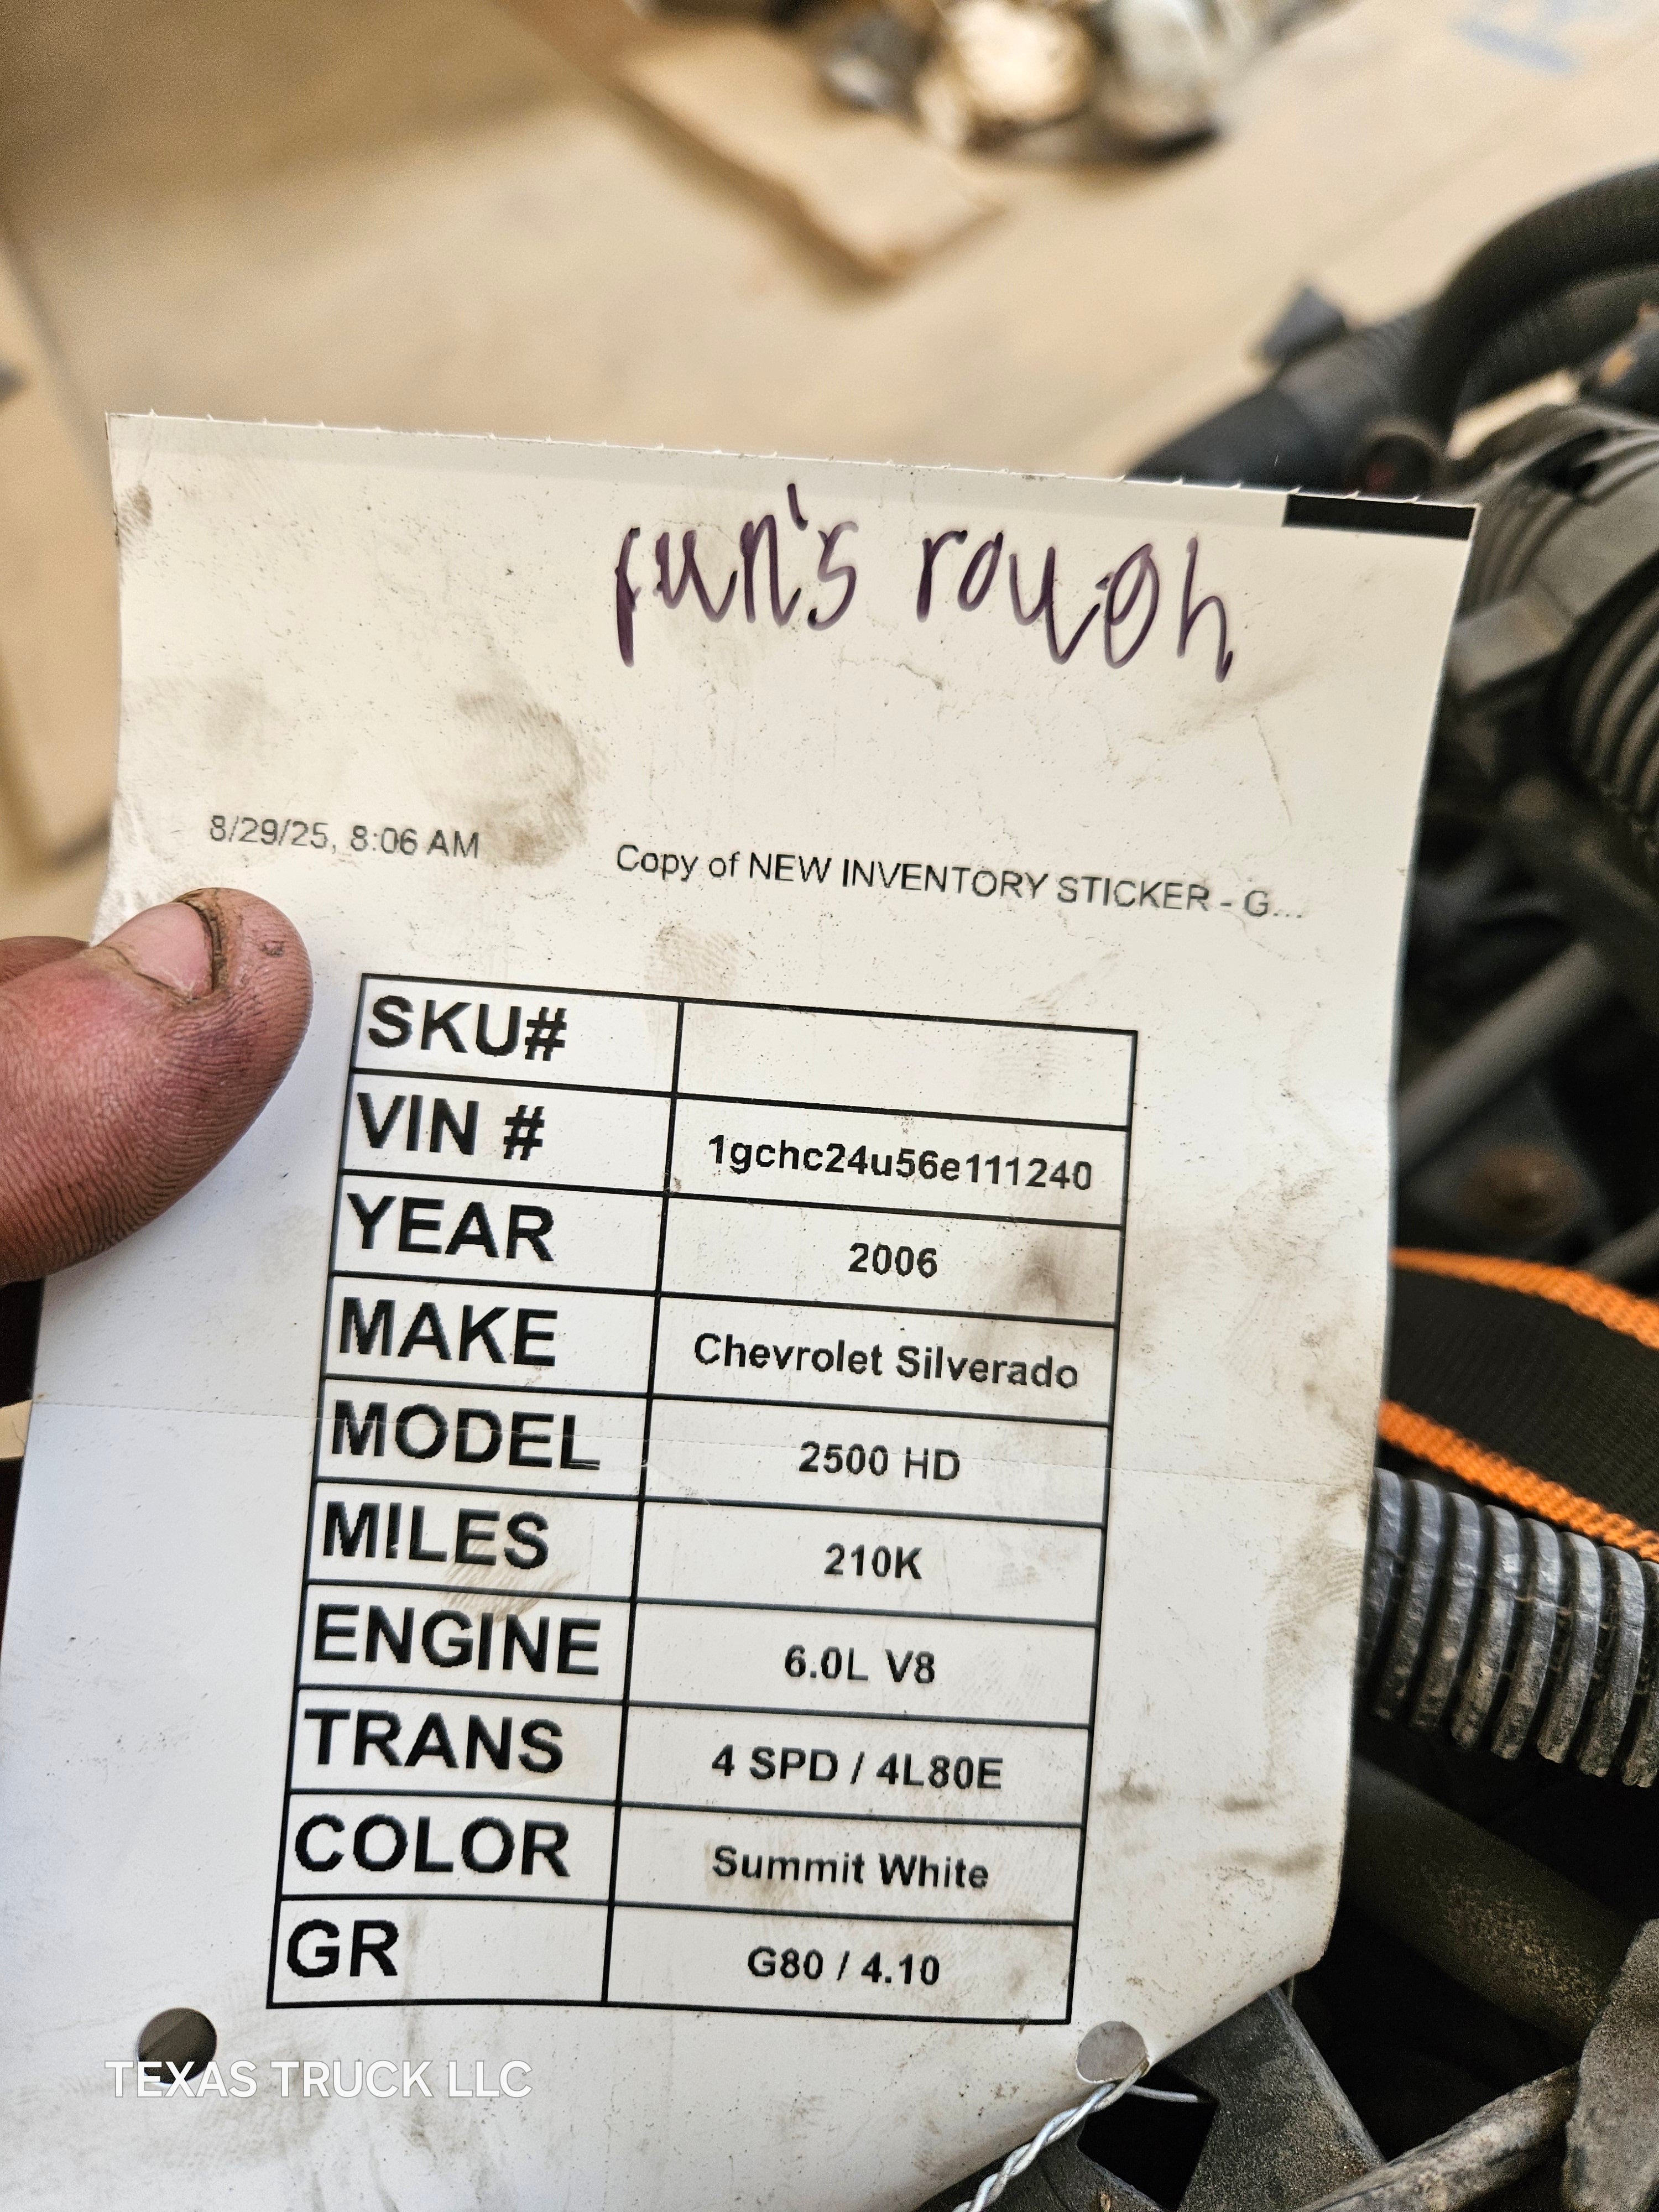 run's rough
8/29/25, 8:06 AM Copy of NEW INVENTORY STICKER - G...
SKU#
VIN # 1gchc24u56e111240
YEAR 2006
MAKE Chevrolet Silverado
MODEL 2500 HD
MILES 210K
ENGINE 6.0L V8
TRANS 4 SPD / 4L80E
COLOR Summit White
GR G80 / 4.10
TEXAS TRUCK LLC